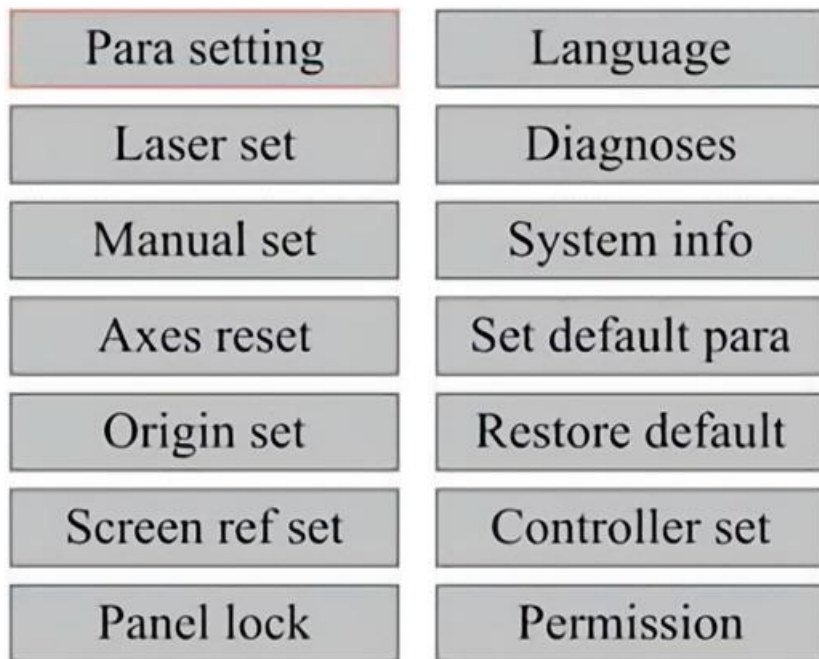 Para setting
Laser set
Manual set
Axes reset
Origin set
Screen ref set
Panel lock
Language
Diagnoses
System info
Set default para
Restore default
Controller set
Permission